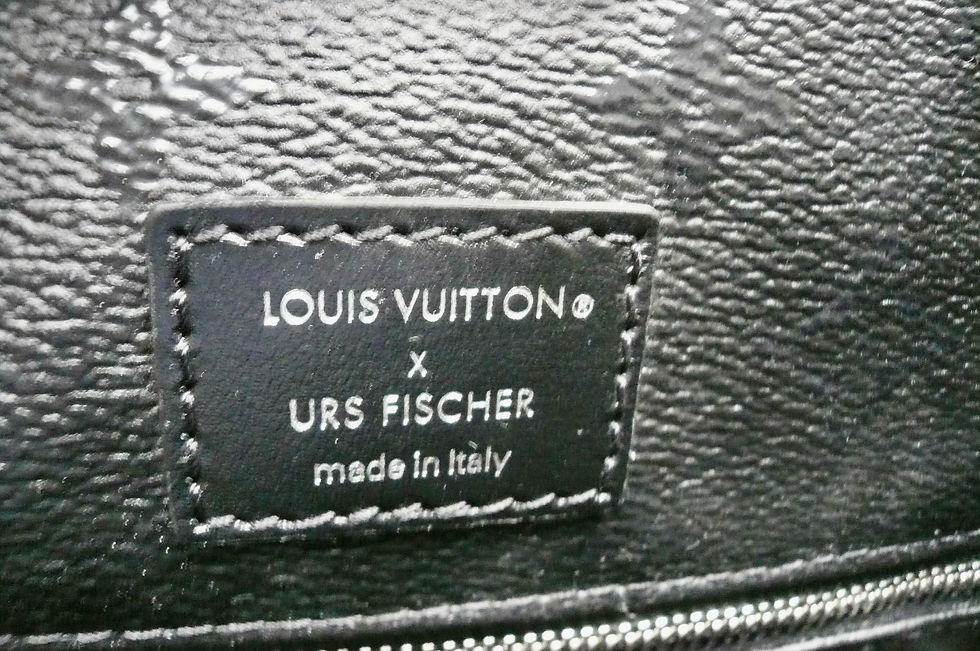 LOUIS VUITTON®
X
URS FISCHER
made in Italy